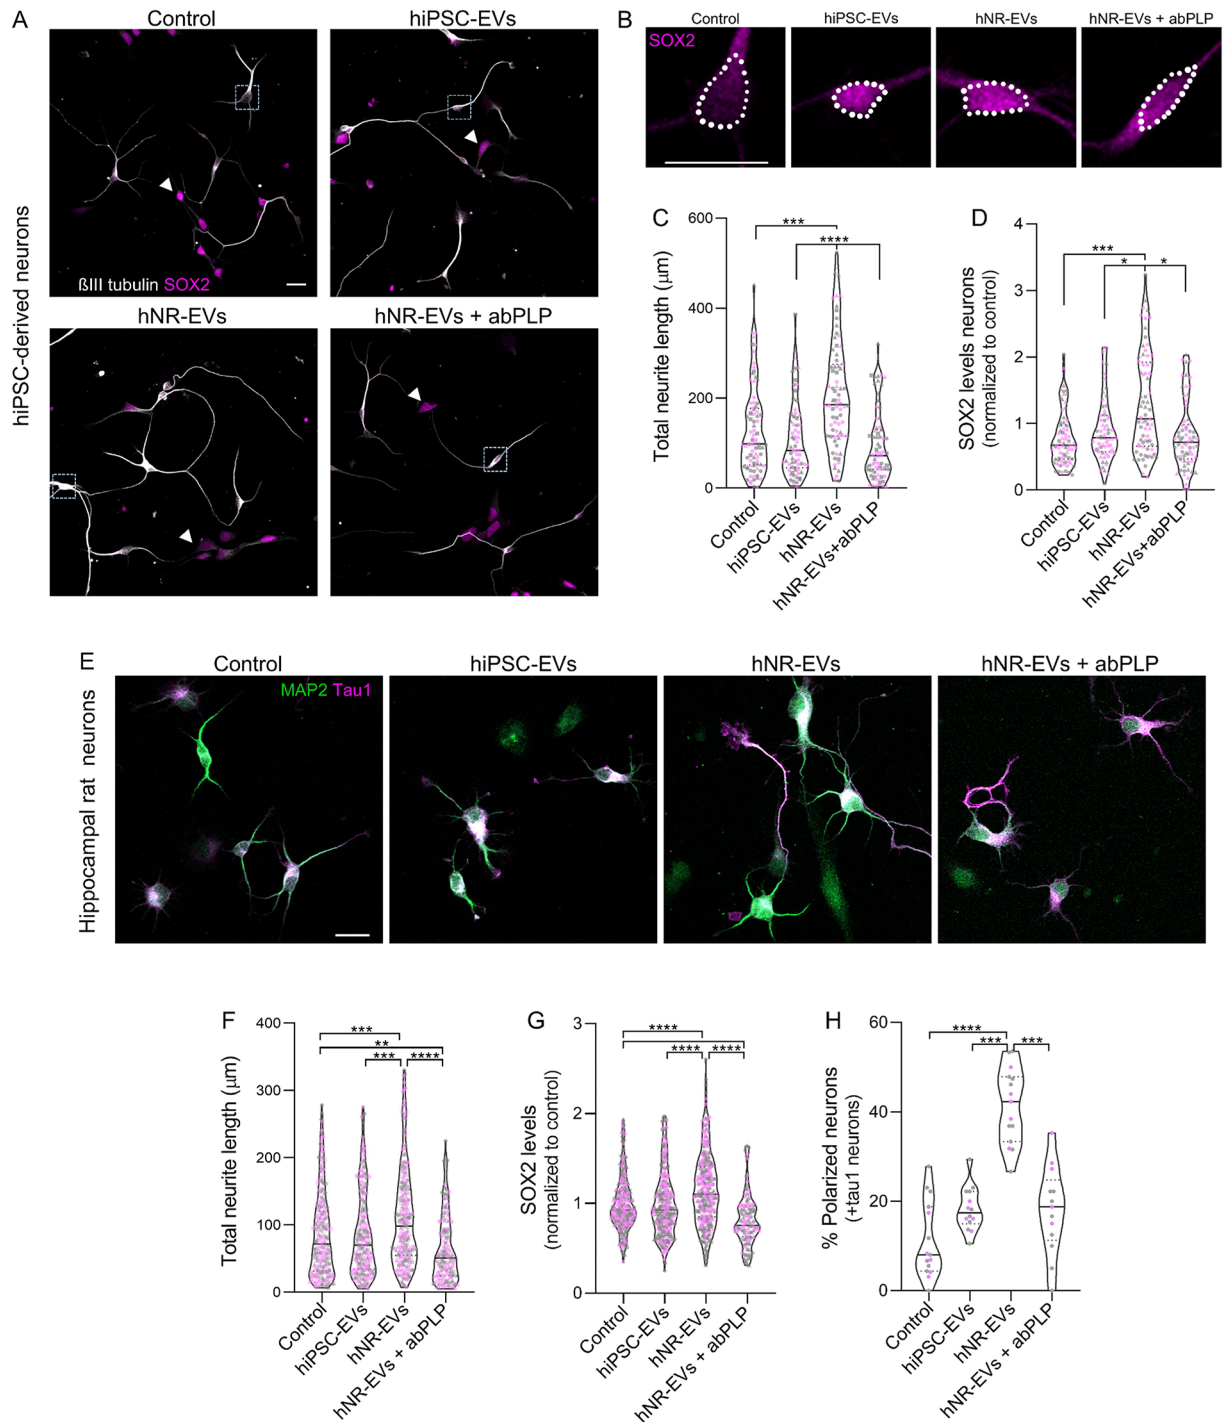 A
Control
hiPSC-EVs
hiPSC-derived neurons
ßIII tubulin SOX2
hNR-EVs
hNR-EVs + abPLP
B
Control
hiPSC-EVs
hNR-EVs
hNR-EVs + abPLP
SOX2
C
Total neurite length (μm)
600
400
200
0
***
****
Control
hiPSC-EVs
hNR-EVs
hNR-EVs+abPLP
D
SOX2 levels neurons
(normalized to control)
4
3
2
1
0
***
*
*
Control
hiPSC-EVs
hNR-EVs
hNR-EVs+abPLP
E
Control
hiPSC-EVs
hNR-EVs
hNR-EVs + abPLP
Hippocampal rat neurons
MAP2 Tau1
F
Total neurite length (μm)
400
300
200
100
0
***
**
***
****
Control
hiPSC-EVs
hNR-EVs
hNR-EVs + abPLP
G
SOX2 levels
(normalized to control)
3
2
1
0
****
****
****
Control
hiPSC-EVs
hNR-EVs
hNR-EVs + abPLP
H
% Polarized neurons
(+tau1 neurons)
60
40
20
0
****
***
***
Control
hiPSC-EVs
hNR-EVs
hNR-EVs + abPLP